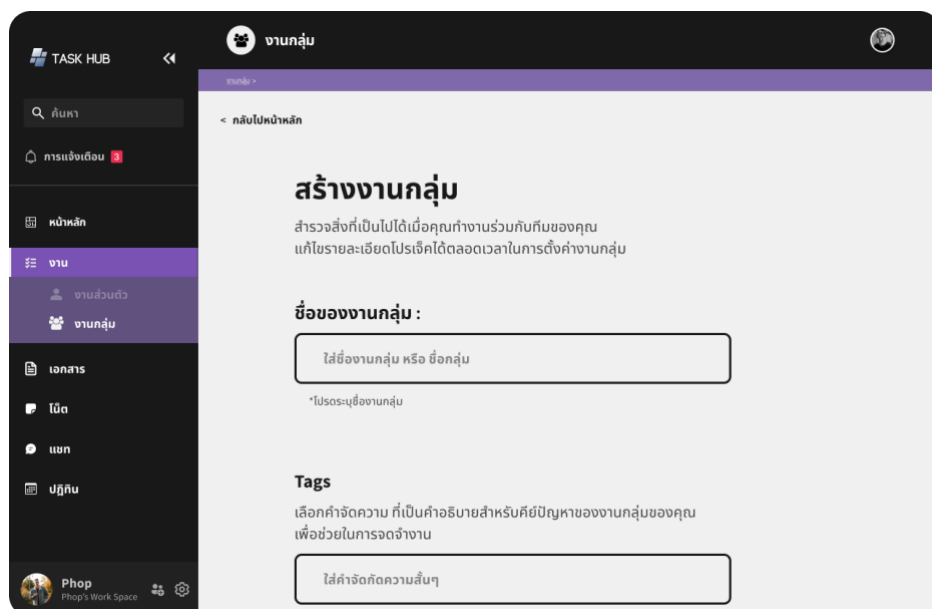 TASK HUB
ค้นหา
การแจ้งเตือน 3
หน้าหลัก
งาน
งานส่วนตัว
งานกลุ่ม
เอกสาร
โน๊ต
แชท
ปฎิทิน
Phop
Phop's Work Space
งานกลุ่ม
งานกลุ่ม >
< กลับไปหน้าหลัก
สร้างงานกลุ่ม
สำรวจสิ่งที่เป็นไปได้เมื่อคุณทำงานร่วมกับทีมของคุณ
แก้ไขรายละเอียดโปรเจ็คได้ตลอดเวลาในการตั้งค่างานกลุ่ม
ชื่อของงานกลุ่ม :
ใส่ชื่องานกลุ่ม หรือ ชื่อกลุ่ม
*โปรดระบุชื่องานกลุ่ม
Tags
เลือกคำจัดความ ที่เป็นคำอธิบายสำหรับคีย์ปัญหาของงานกลุ่มของคุณ
เพื่อช่วยในการจดจำงาน
ใส่คำจัดกัดความสั้นๆ